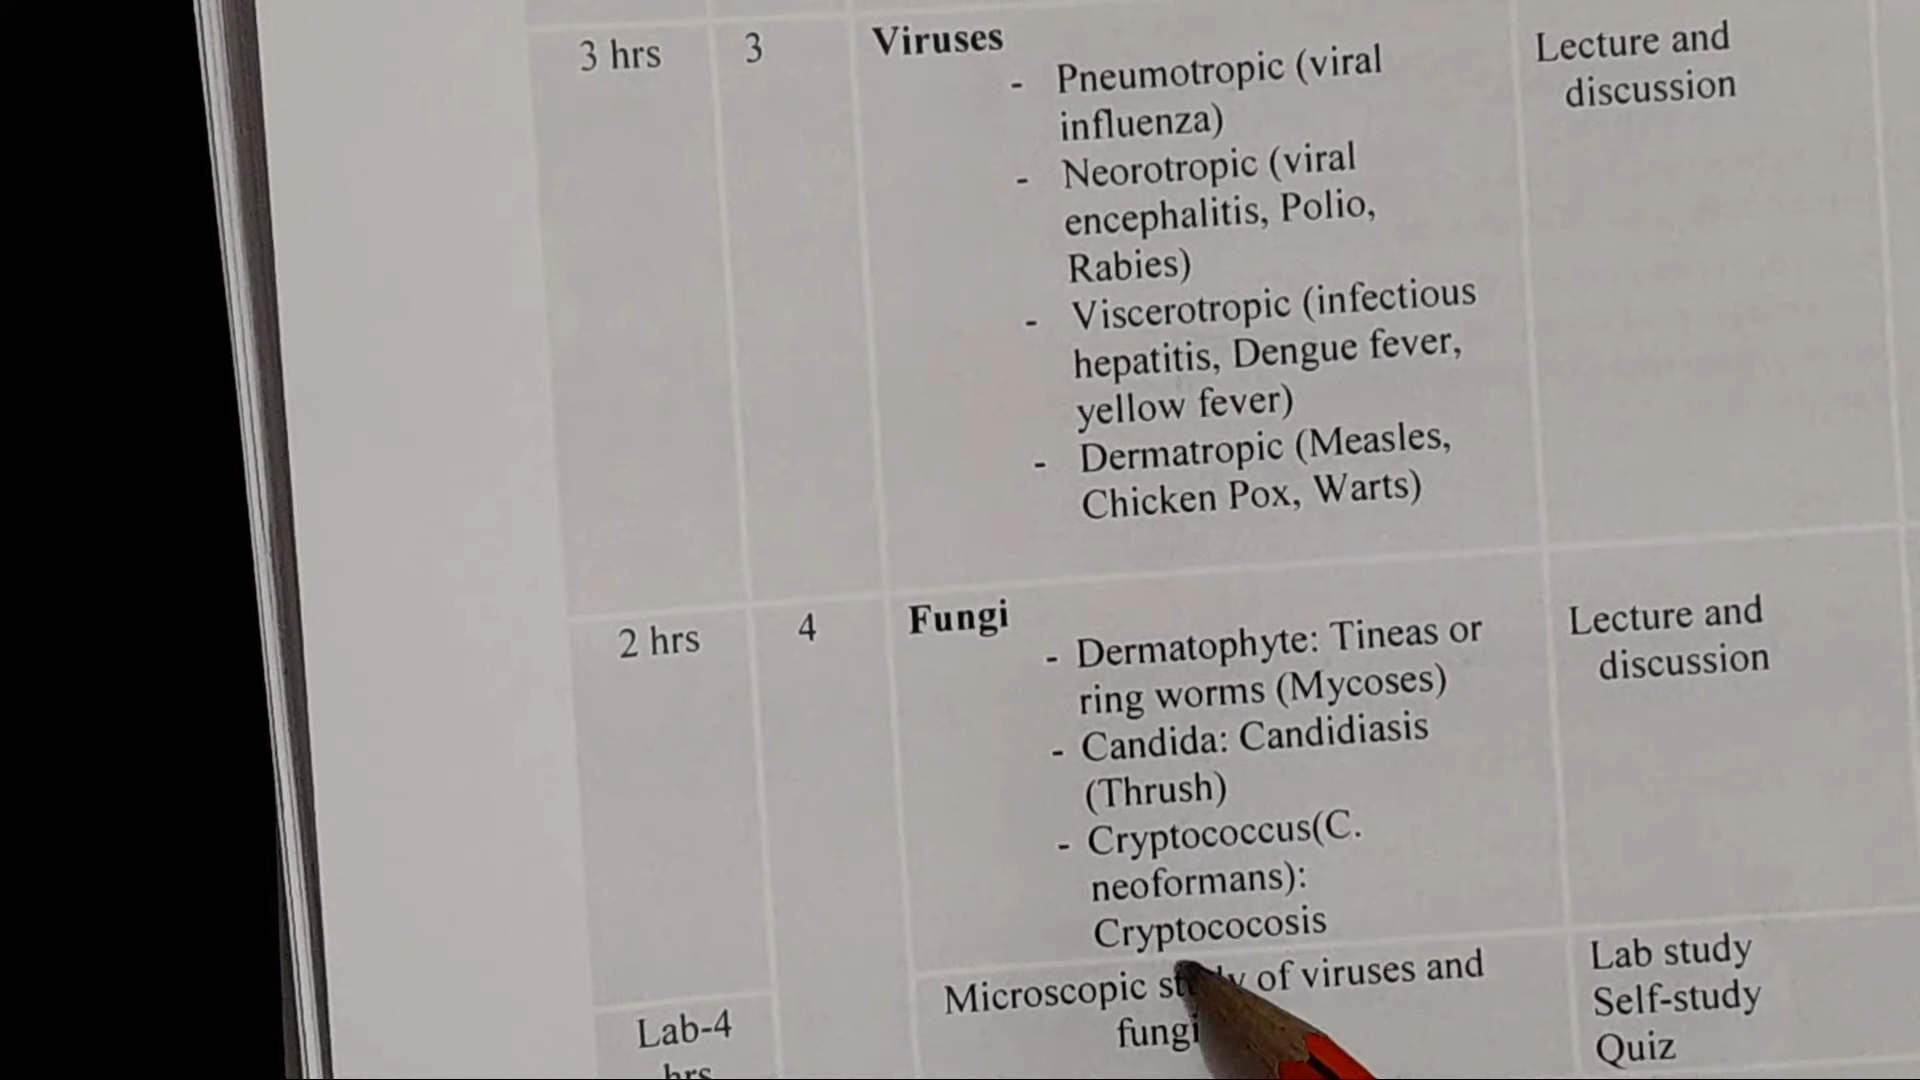 3 hrs
3
Viruses
- Pneumotropic (viral
influenza)
- Neorotropic (viral
encephalitis, Polio,
Rabies)
- Viscerotropic (infectious
hepatitis, Dengue fever,
yellow fever)
- Dermatropic (Measles,
Chicken Pox, Warts)
Lecture and
discussion
2 hrs
4
Fungi
- Dermatophyte: Tineas or
ring worms (Mycoses)
- Candida: Candidiasis
(Thrush)
- Cryptococcus(C.
neoformans):
Cryptococosis
Lecture and
discussion
Lab-4
hrs
Microscopic study of viruses and
fungi
Lab study
Self-study
Quiz